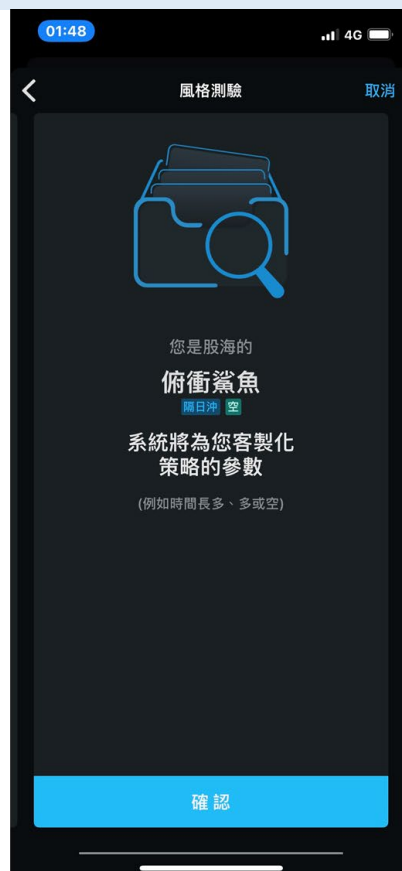 01:48
4G
風格測驗
取消
您是股海的
俯衝鯊魚
隔日沖 空
系統將為您客製化
策略的參數
(例如時間長多、多或空)
確認